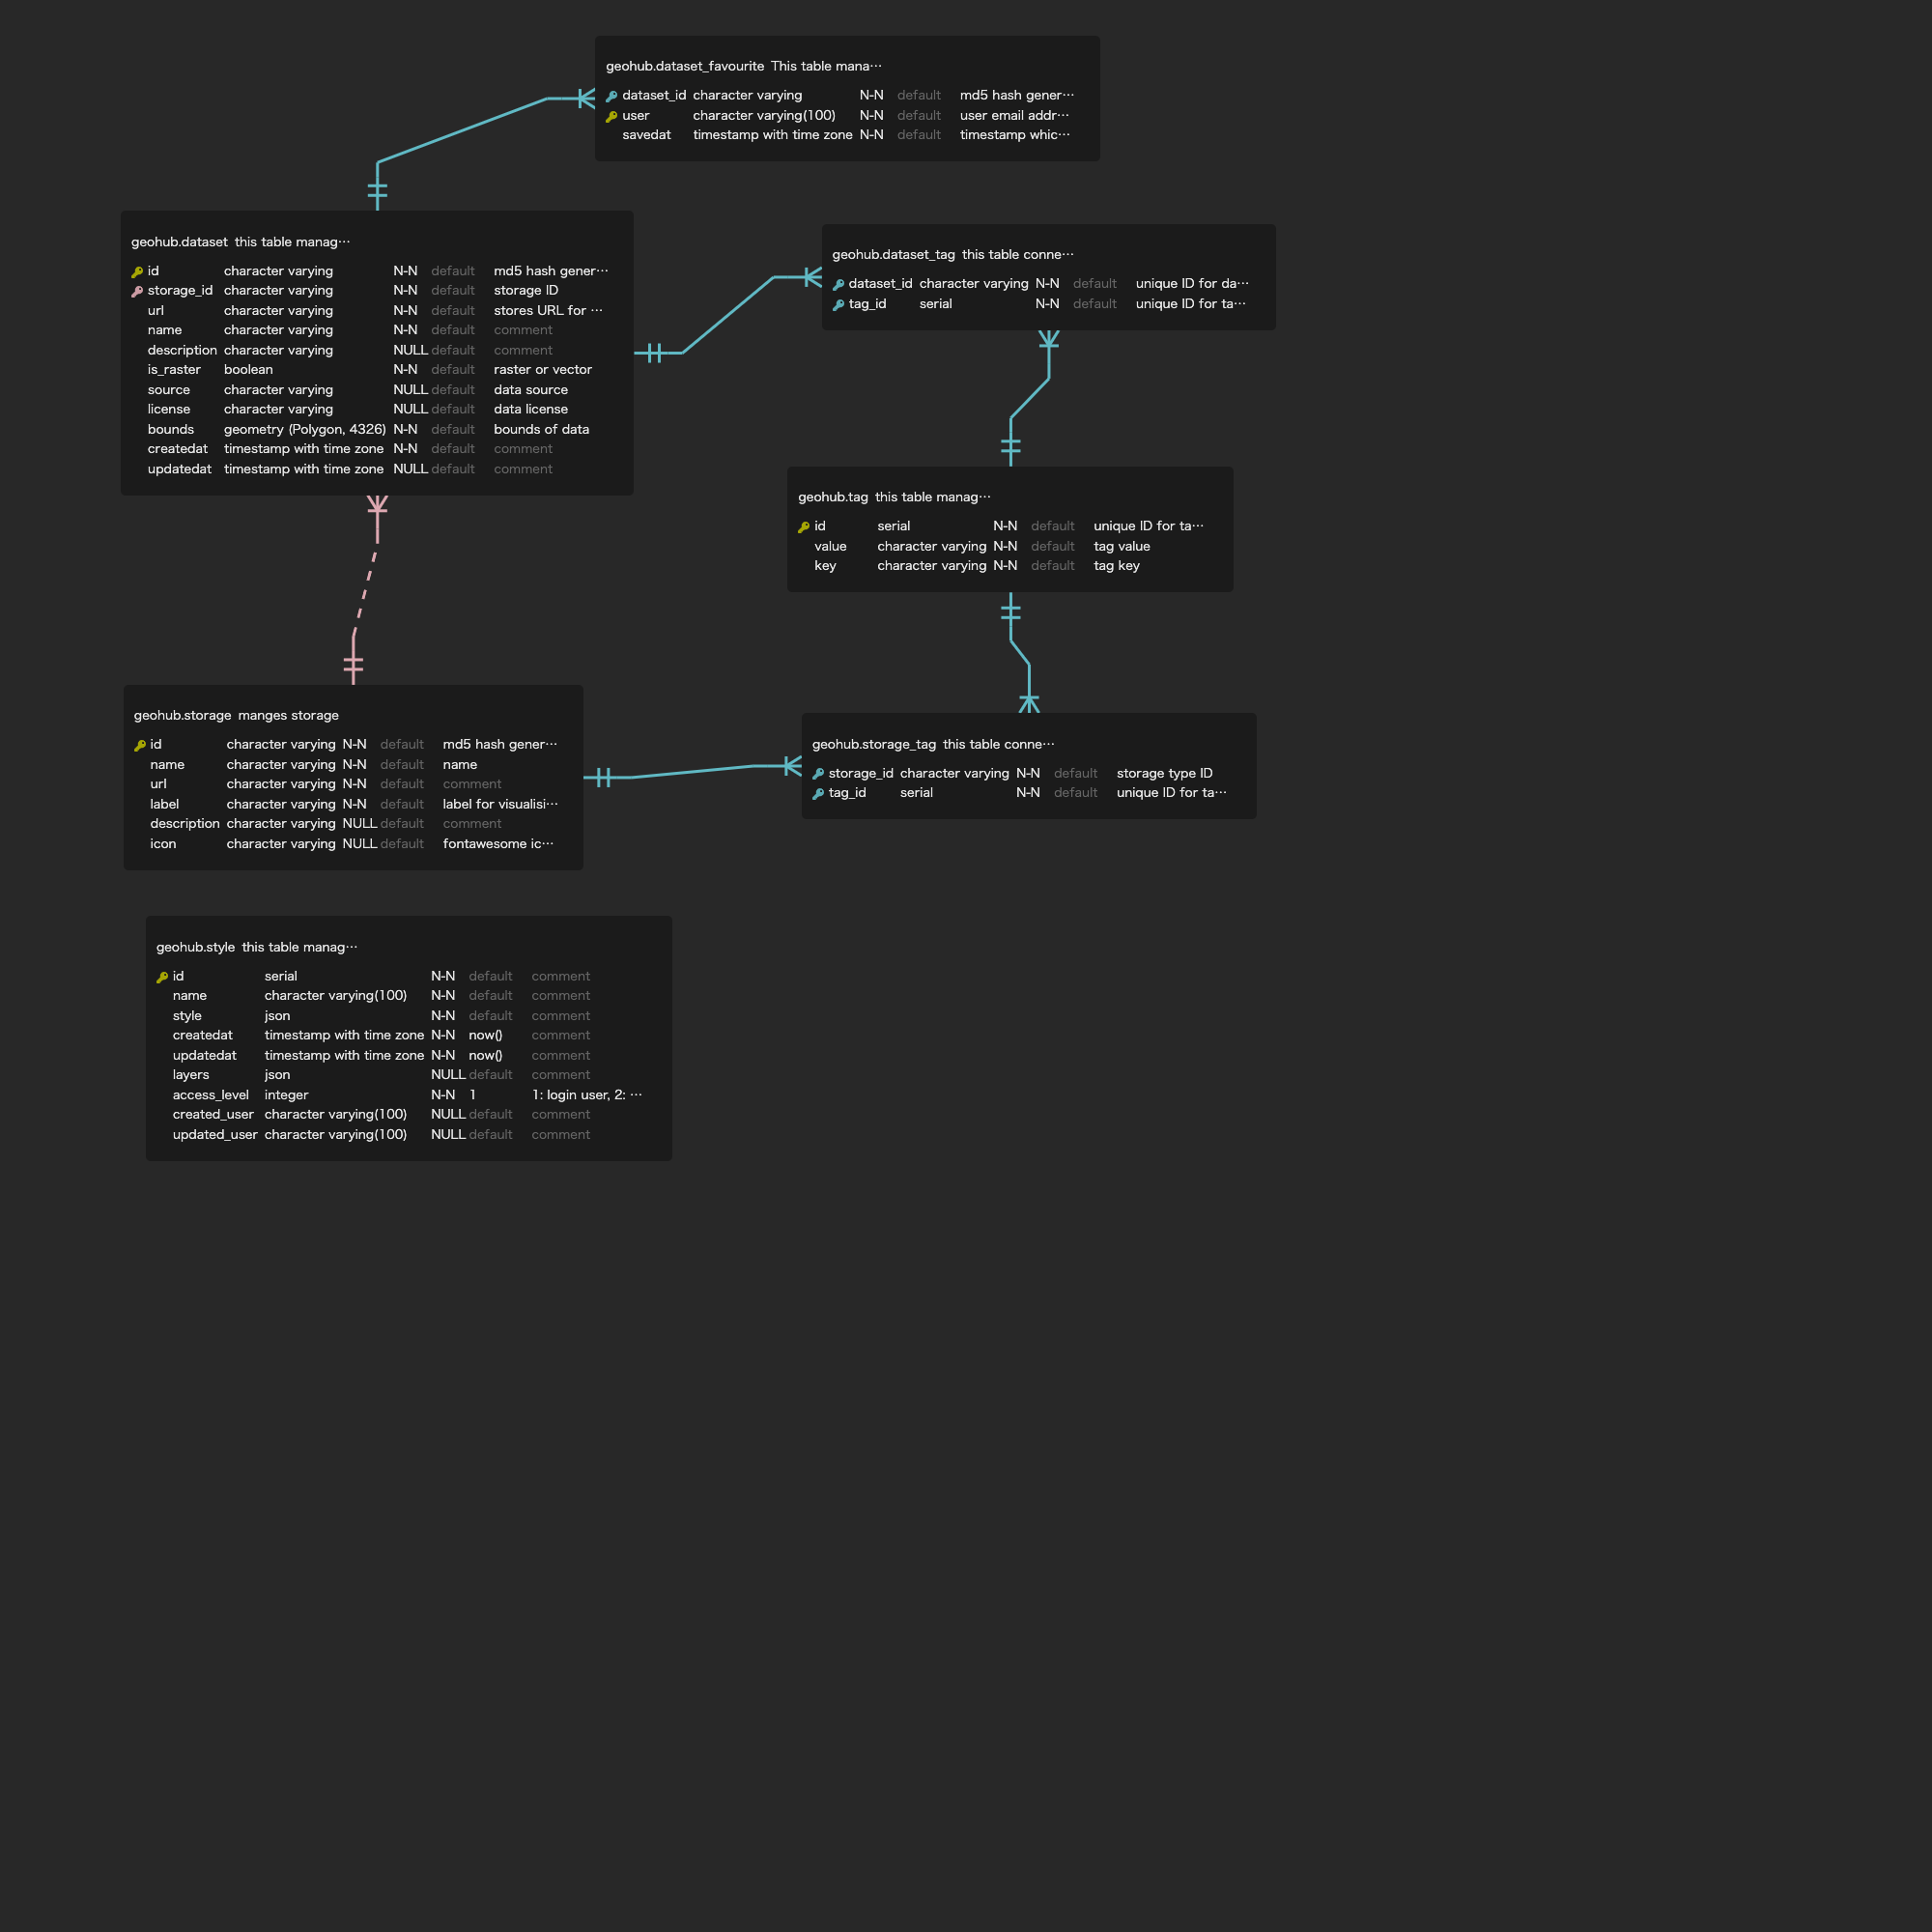 geohub.dataset_favourite This table mana…
dataset_id character varying N-N default md5 hash gener…
user character varying(100) N-N default user email addr…
savedat timestamp with time zone N-N default timestamp whic…
geohub.dataset this table manag…
id character varying N-N default md5 hash gener…
storage_id character varying N-N default storage ID
url character varying N-N default stores URL for …
name character varying N-N default comment
description character varying NULL default comment
is_raster boolean N-N default raster or vector
source character varying NULL default data source
license character varying NULL default data license
bounds geometry (Polygon, 4326) N-N default bounds of data
createdat timestamp with time zone N-N default comment
updatedat timestamp with time zone NULL default comment
geohub.dataset_tag this table conne…
dataset_id character varying N-N default unique ID for da…
tag_id serial N-N default unique ID for ta…
geohub.tag this table manag…
id serial N-N default unique ID for ta…
value character varying N-N default tag value
key character varying N-N default tag key
geohub.storage manges storage
id character varying N-N default md5 hash gener…
name character varying N-N default name
url character varying N-N default comment
label character varying N-N default label for visualisi…
description character varying NULL default comment
icon character varying NULL default fontawesome ic…
geohub.storage_tag this table conne…
storage_id character varying N-N default storage type ID
tag_id serial N-N default unique ID for ta…
geohub.style this table manag…
id serial N-N default comment
name character varying(100) N-N default comment
style json N-N default comment
createdat timestamp with time zone N-N now() comment
updatedat timestamp with time zone N-N now() comment
layers json NULL default comment
access_level integer N-N 1 1: login user, 2: …
created_user character varying(100) NULL default comment
updated_user character varying(100) NULL default comment